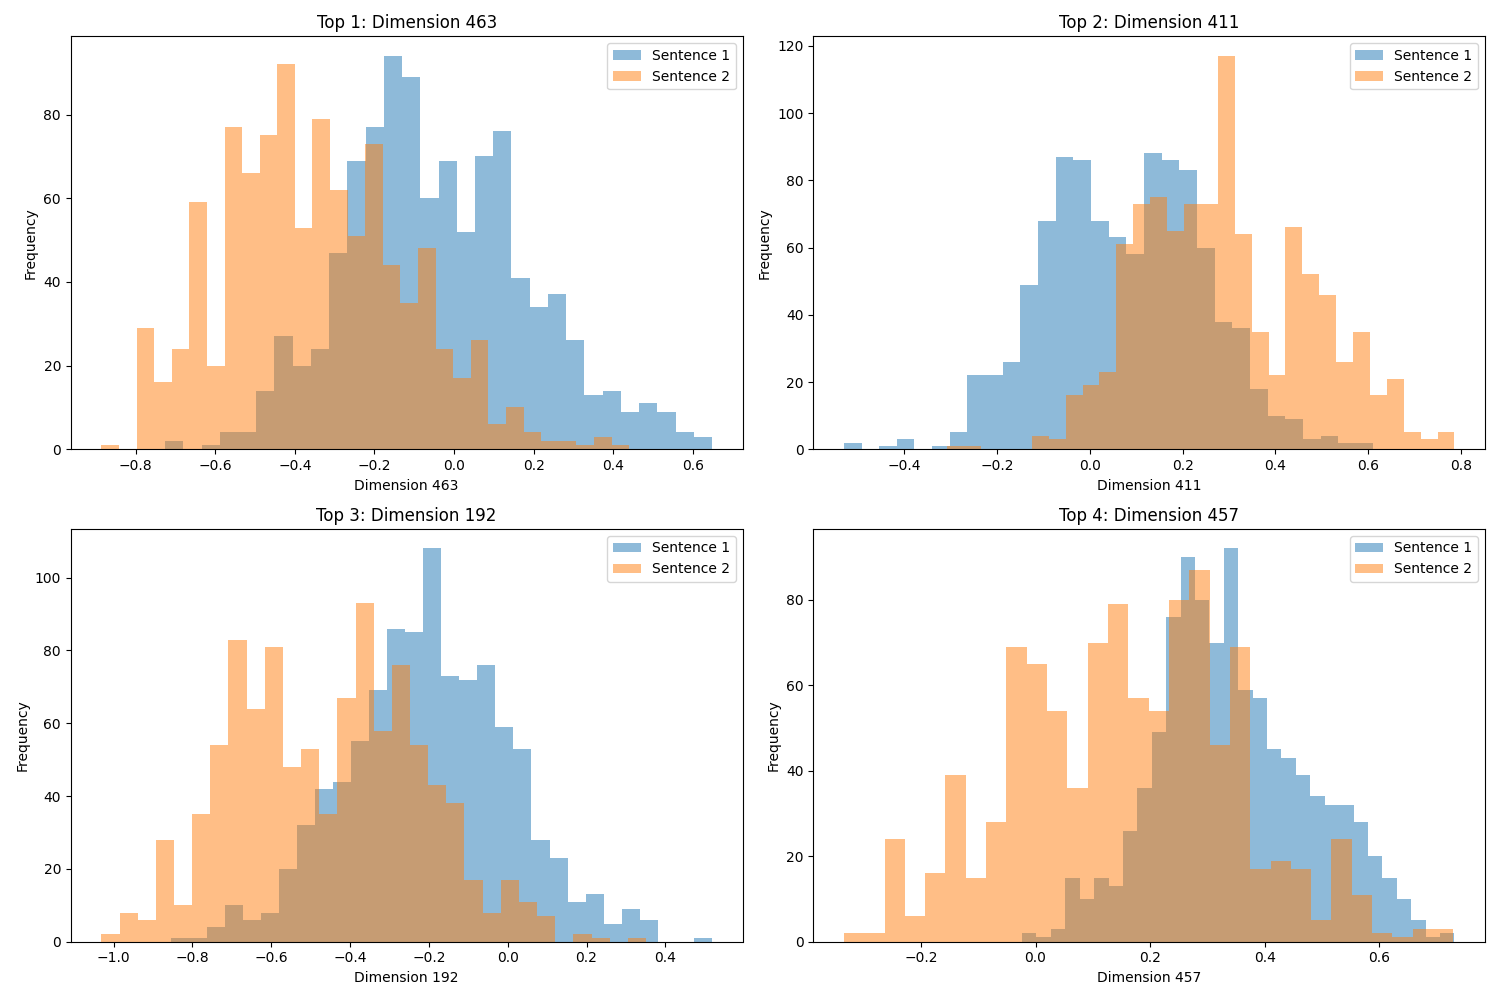 Top 1: Dimension 463
Sentence 1
Sentence 2
Frequency
80
60
40
20
0
−0.8 −0.6 −0.4 −0.2 0.0 0.2 0.4 0.6
Dimension 463
Top 2: Dimension 411
Sentence 1
Sentence 2
Frequency
120
100
80
60
40
20
0
−0.4 −0.2 0.0 0.2 0.4 0.6 0.8
Dimension 411
Top 3: Dimension 192
Sentence 1
Sentence 2
Frequency
100
80
60
40
20
0
−1.0 −0.8 −0.6 −0.4 −0.2 0.0 0.2 0.4
Dimension 192
Top 4: Dimension 457
Sentence 1
Sentence 2
Frequency
80
60
40
20
0
−0.2 0.0 0.2 0.4 0.6
Dimension 457